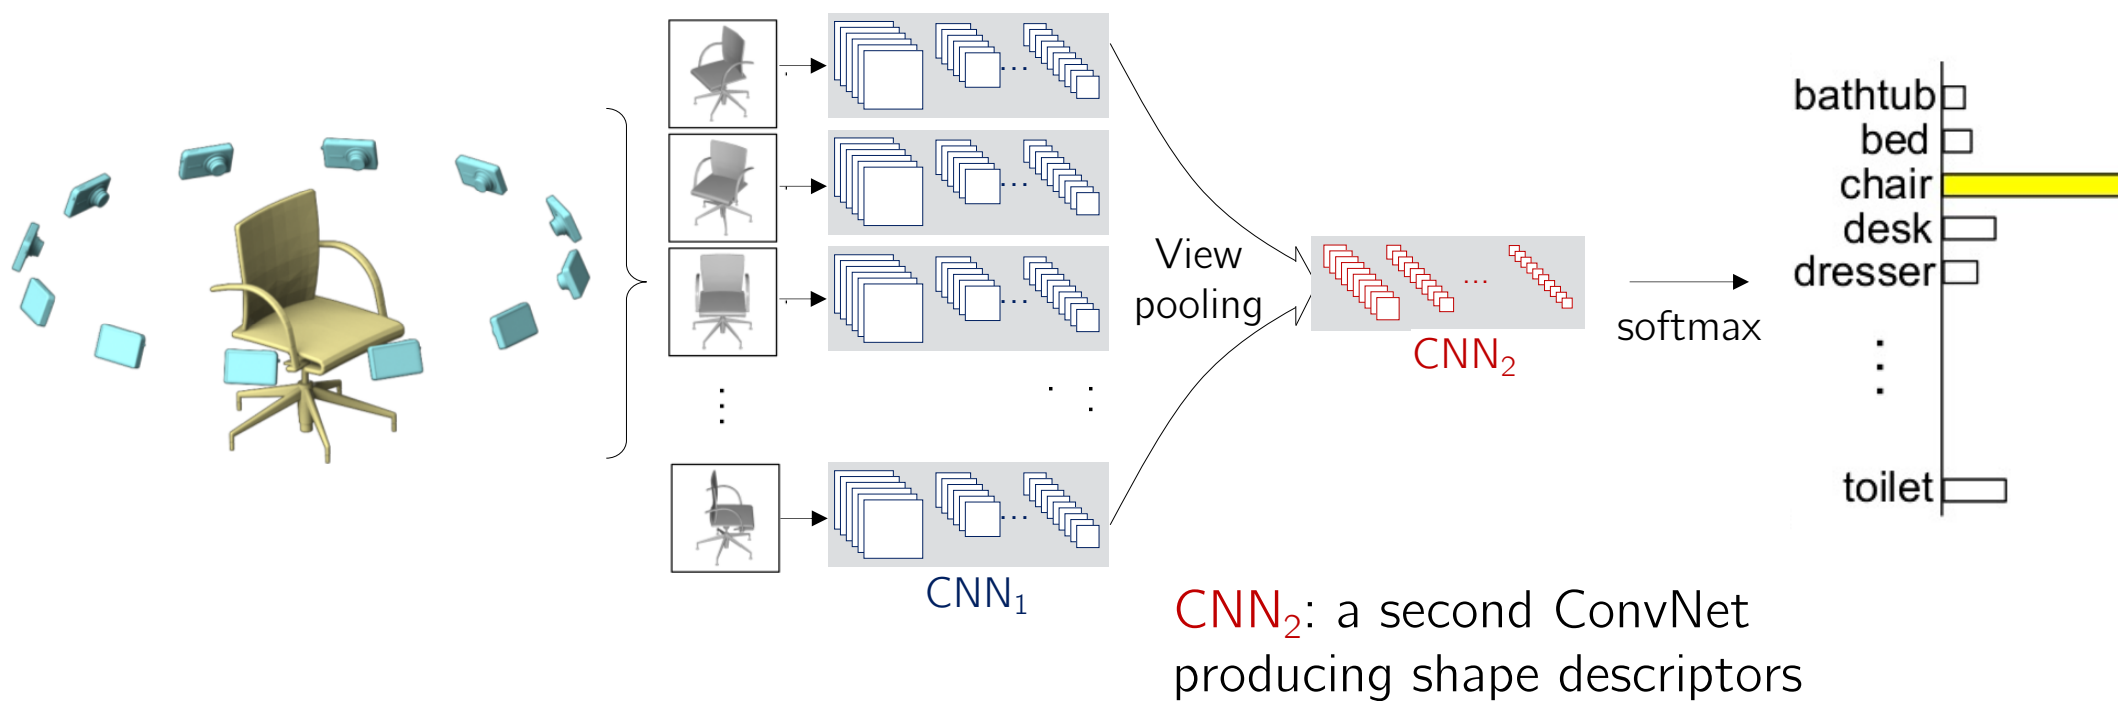 View
pooling
CNN₁
CNN₂
softmax
bathtub
bed
chair
desk
dresser
toilet
CNN₂: a second ConvNet
producing shape descriptors